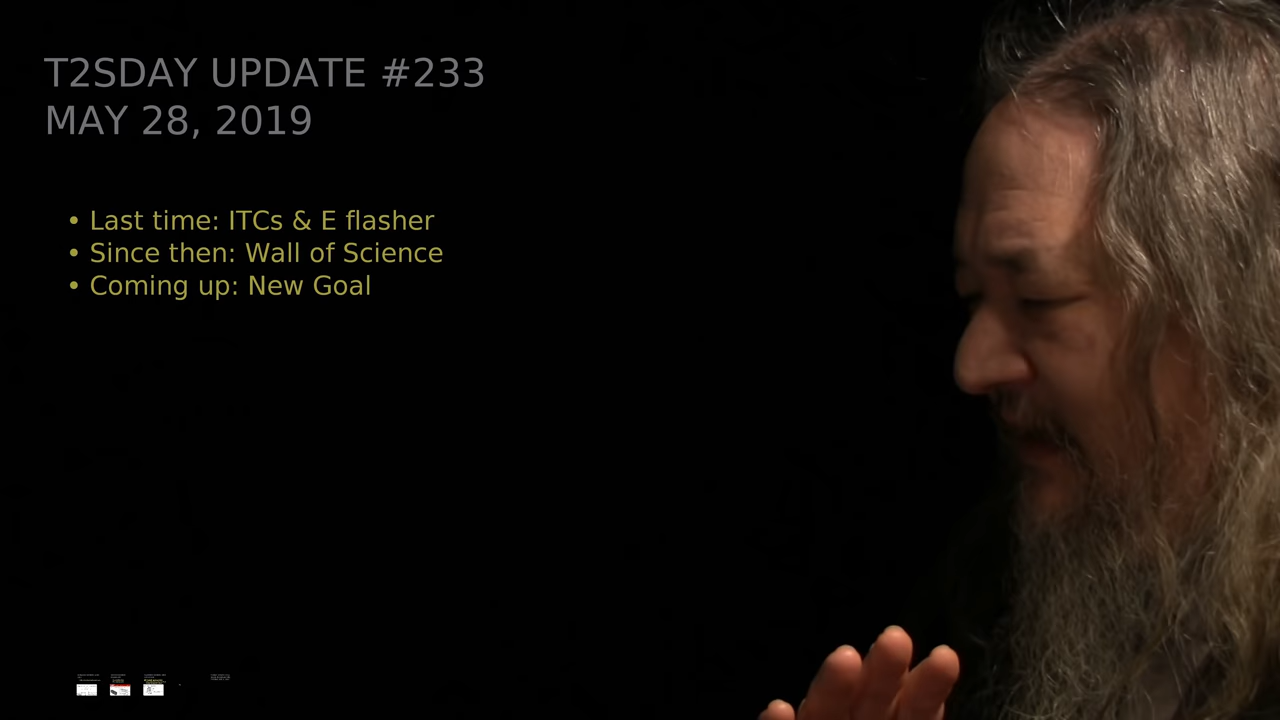 T2SDAY UPDATE #233
MAY 28, 2019
• Last time: ITCs & E flasher
• Since then: Wall of Science
• Coming up: New Goal